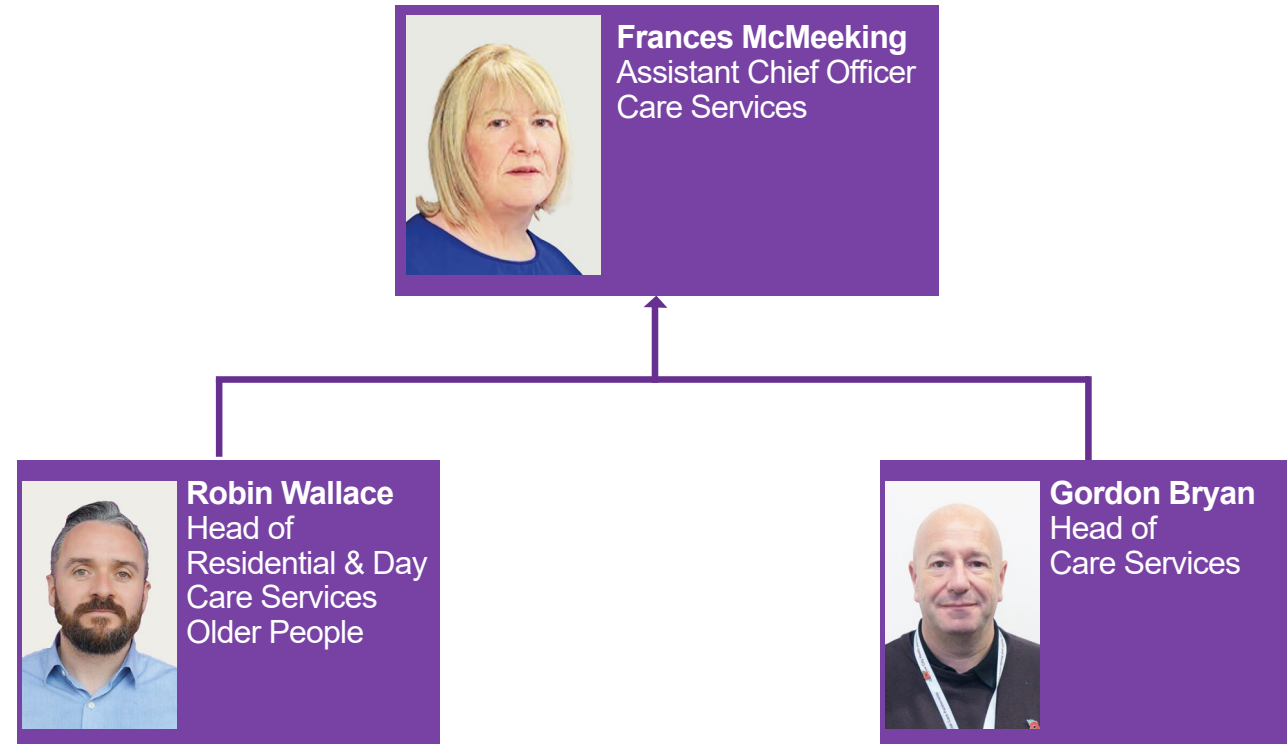 Frances McMeeking
Assistant Chief Officer
Care Services
Robin Wallace
Head of
Residential & Day
Care Services
Older People
Gordon Bryan
Head of
Care Services